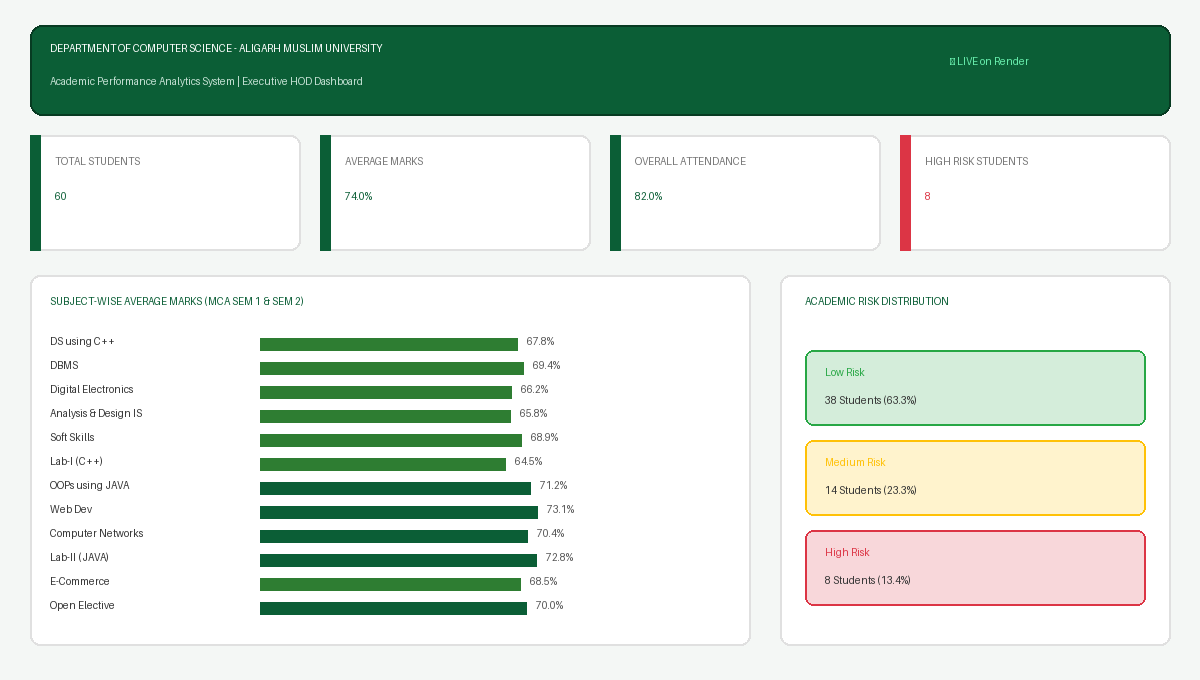 DEPARTMENT OF COMPUTER SCIENCE - ALIGARH MUSLIM UNIVERSITY
Academic Performance Analytics System | Executive HOD Dashboard
LIVE on Render
TOTAL STUDENTS
60
AVERAGE MARKS
74.0%
OVERALL ATTENDANCE
82.0%
HIGH RISK STUDENTS
8
SUBJECT-WISE AVERAGE MARKS (MCA SEM 1 & SEM 2)
DS using C++ 67.8%
DBMS 69.4%
Digital Electronics 66.2%
Analysis & Design IS 65.8%
Soft Skills 68.9%
Lab-I (C++) 64.5%
OOPs using JAVA 71.2%
Web Dev 73.1%
Computer Networks 70.4%
Lab-II (JAVA) 72.8%
E-Commerce 68.5%
Open Elective 70.0%
ACADEMIC RISK DISTRIBUTION
Low Risk
38 Students (63.3%)
Medium Risk
14 Students (23.3%)
High Risk
8 Students (13.4%)